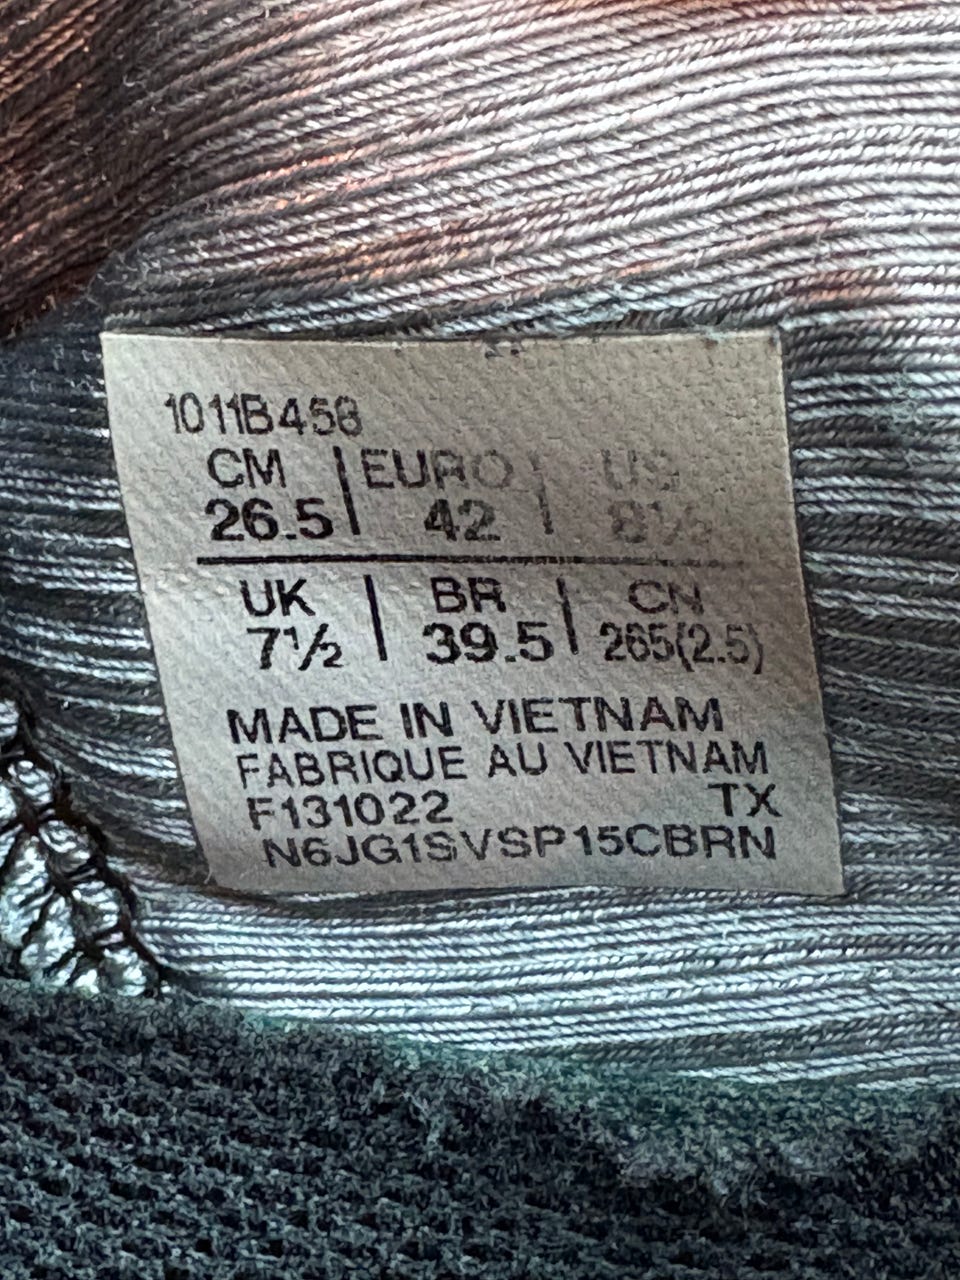 1011B458
CM | EURO | US
26.5 | 42 | 8½
UK | BR | CN
7½ | 39.5 | 265(2.5)
MADE IN VIETNAM
FABRIQUE AU VIETNAM
F131022 TX
N6JG1SVSP15CBRN